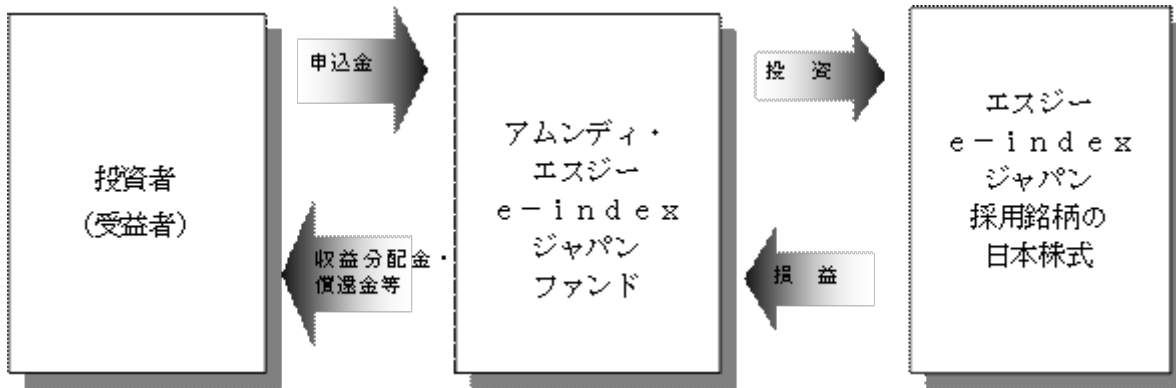 投資者
(受益者)
申込金
収益分配金・
償還金等
アムンディ・
エスジー
e－index
ジャパン
ファンド
投　資
損　益
エスジー
e－index
ジャパン
採用銘柄の
日本株式